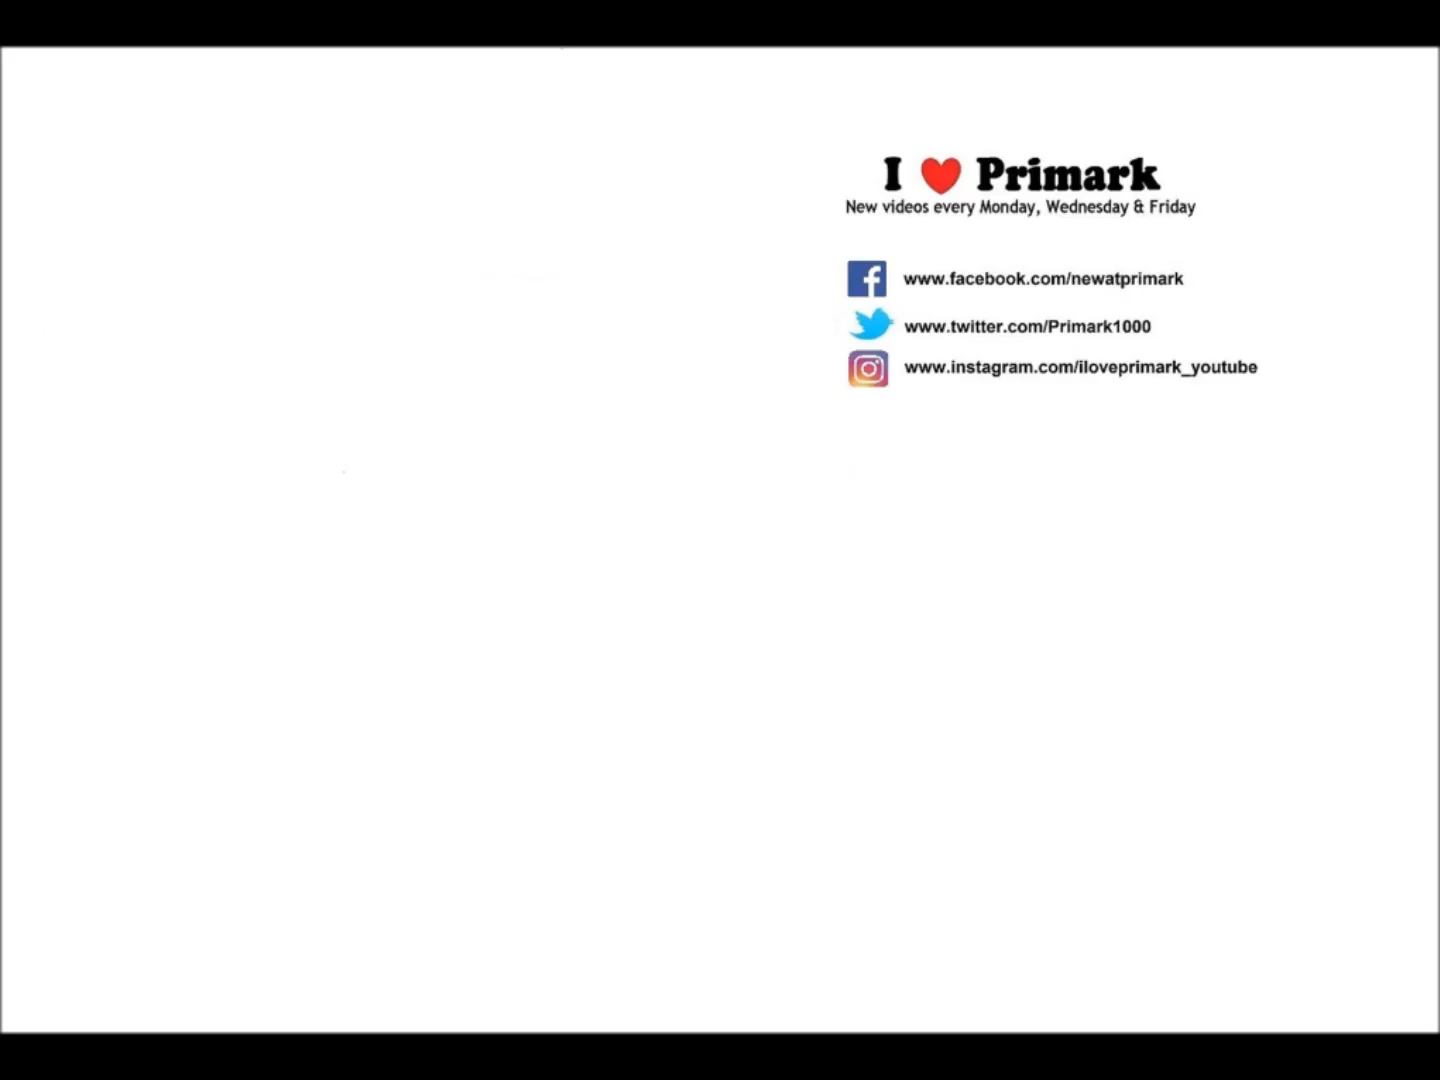 I ❤ Primark
New videos every Monday, Wednesday & Friday
www.facebook.com/newatprimark
www.twitter.com/Primark1000
www.instagram.com/iloveprimark_youtube